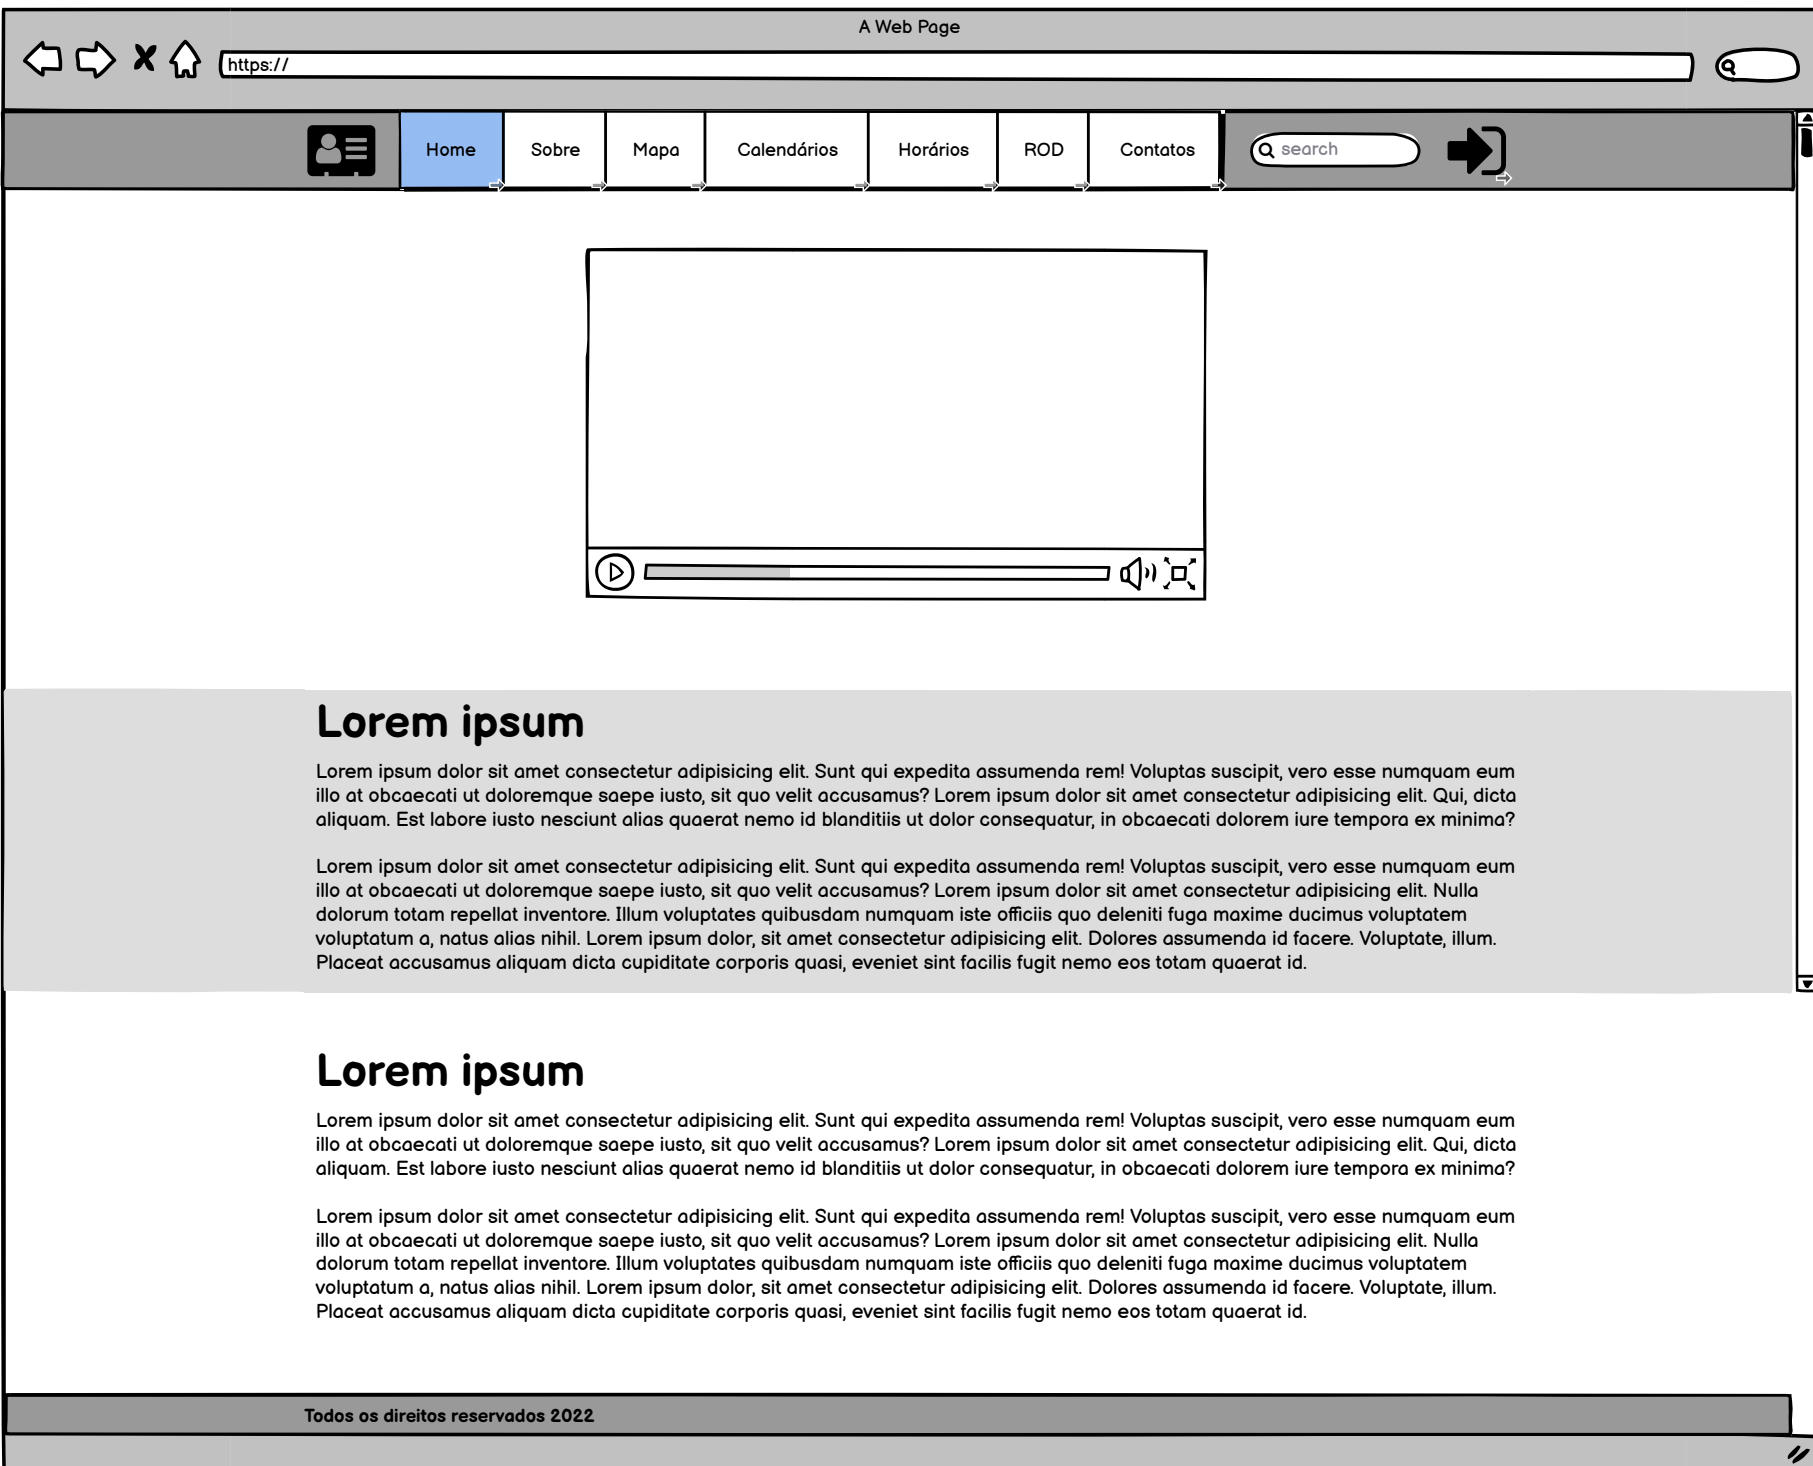 A Web Page
https://
Home Sobre Mapa Calendários Horários ROD Contatos search
Lorem ipsum
Lorem ipsum dolor sit amet consectetur adipisicing elit. Sunt qui expedita assumenda rem! Voluptas suscipit, vero esse numquam eum
illo at obcaecati ut doloremque saepe iusto, sit quo velit accusamus? Lorem ipsum dolor sit amet consectetur adipisicing elit. Qui, dicta
aliquam. Est labore iusto nesciunt alias quaerat nemo id blanditiis ut dolor consequatur, in obcaecati dolorem iure tempora ex minima?
Lorem ipsum dolor sit amet consectetur adipisicing elit. Sunt qui expedita assumenda rem! Voluptas suscipit, vero esse numquam eum
illo at obcaecati ut doloremque saepe iusto, sit quo velit accusamus? Lorem ipsum dolor sit amet consectetur adipisicing elit. Nulla
dolorum totam repellat inventore. Illum voluptates quibusdam numquam iste officiis quo deleniti fuga maxime ducimus voluptatem
voluptatum a, natus alias nihil. Lorem ipsum dolor, sit amet consectetur adipisicing elit. Dolores assumenda id facere. Voluptate, illum.
Placeat accusamus aliquam dicta cupiditate corporis quasi, eveniet sint facilis fugit nemo eos totam quaerat id.
Lorem ipsum
Lorem ipsum dolor sit amet consectetur adipisicing elit. Sunt qui expedita assumenda rem! Voluptas suscipit, vero esse numquam eum
illo at obcaecati ut doloremque saepe iusto, sit quo velit accusamus? Lorem ipsum dolor sit amet consectetur adipisicing elit. Qui, dicta
aliquam. Est labore iusto nesciunt alias quaerat nemo id blanditiis ut dolor consequatur, in obcaecati dolorem iure tempora ex minima?
Lorem ipsum dolor sit amet consectetur adipisicing elit. Sunt qui expedita assumenda rem! Voluptas suscipit, vero esse numquam eum
illo at obcaecati ut doloremque saepe iusto, sit quo velit accusamus? Lorem ipsum dolor sit amet consectetur adipisicing elit. Nulla
dolorum totam repellat inventore. Illum voluptates quibusdam numquam iste officiis quo deleniti fuga maxime ducimus voluptatem
voluptatum a, natus alias nihil. Lorem ipsum dolor, sit amet consectetur adipisicing elit. Dolores assumenda id facere. Voluptate, illum.
Placeat accusamus aliquam dicta cupiditate corporis quasi, eveniet sint facilis fugit nemo eos totam quaerat id.
Todos os direitos reservados 2022